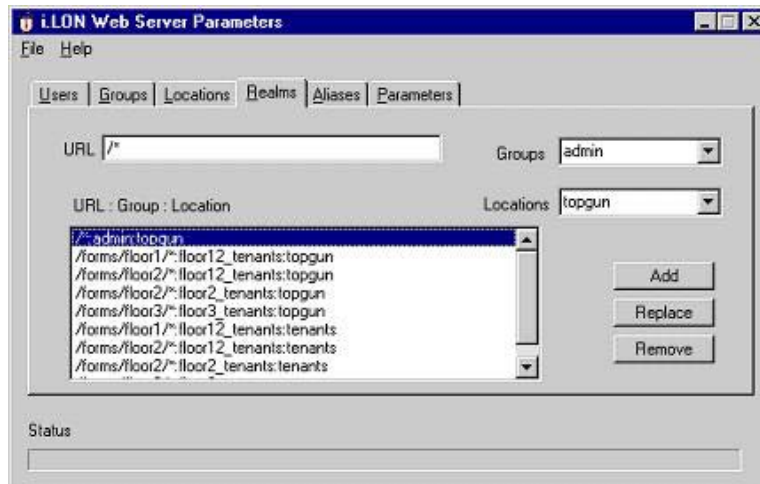 i.LON Web Server Parameters
File Help
Users Groups Locations Realms Aliases Parameters
URL /*
Groups admin
URL : Group : Location
Locations topgun
/*:admin:topgun
/forms/floor1/*:floor12_tenants:topgun
/forms/floor2/*:floor12_tenants:topgun
/forms/floor2/*:floor2_tenants:topgun
/forms/floor3/*:floor3_tenants:topgun
/forms/floor1/*:floor12_tenants:tenants
/forms/floor2/*:floor12_tenants:tenants
/forms/floor2/*:floor2_tenants:tenants
Add
Replace
Remove
Status